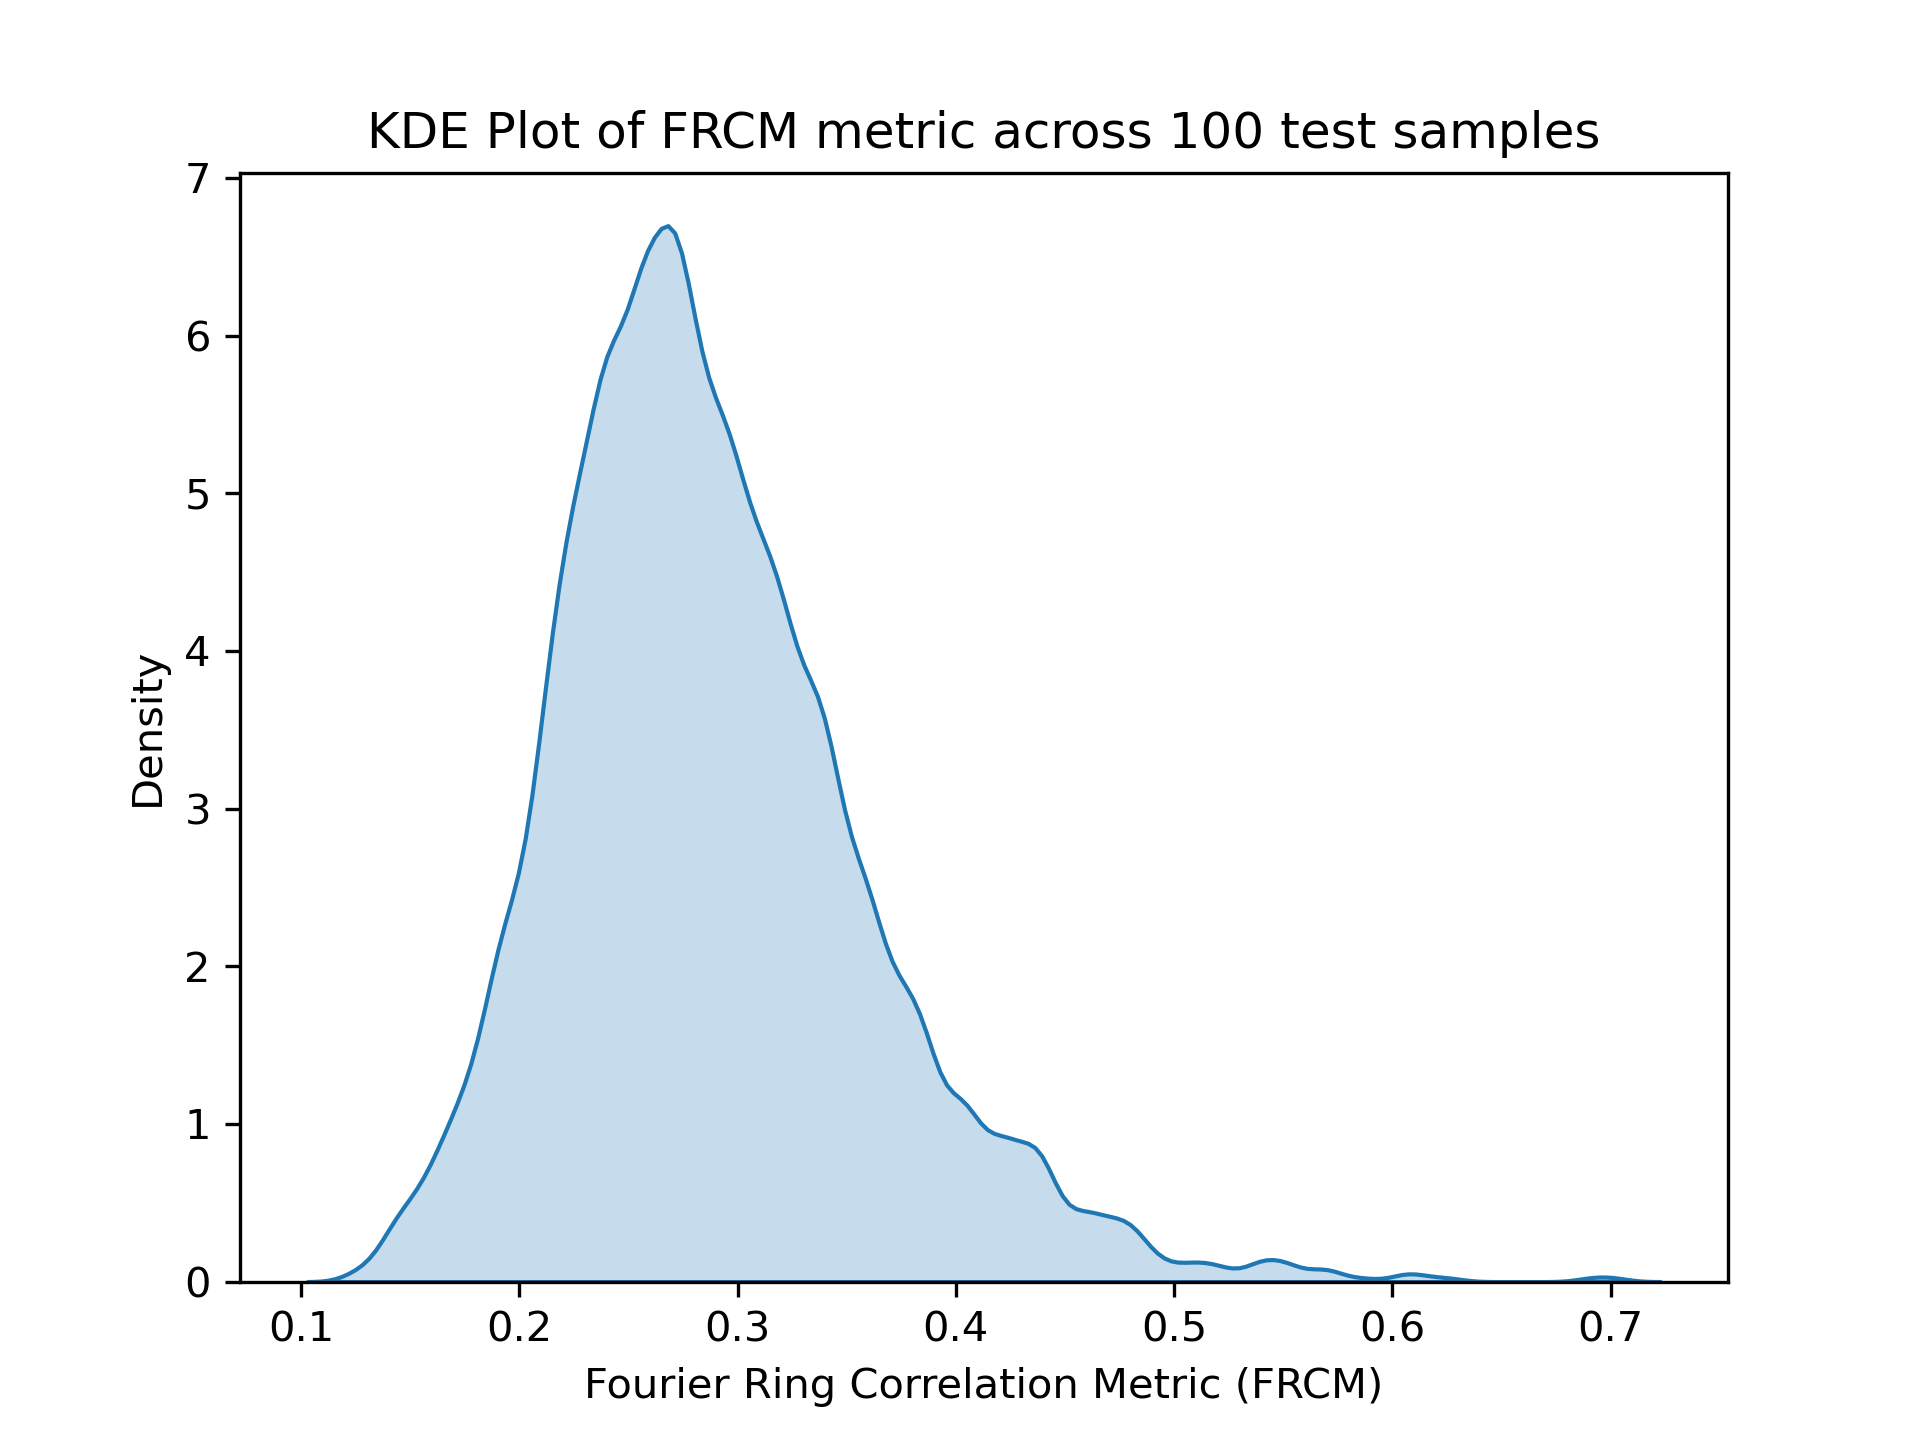 KDE Plot of FRCM metric across 100 test samples
7
6
5
4
3
2
1
0
Density
0.1 0.2 0.3 0.4 0.5 0.6 0.7
Fourier Ring Correlation Metric (FRCM)